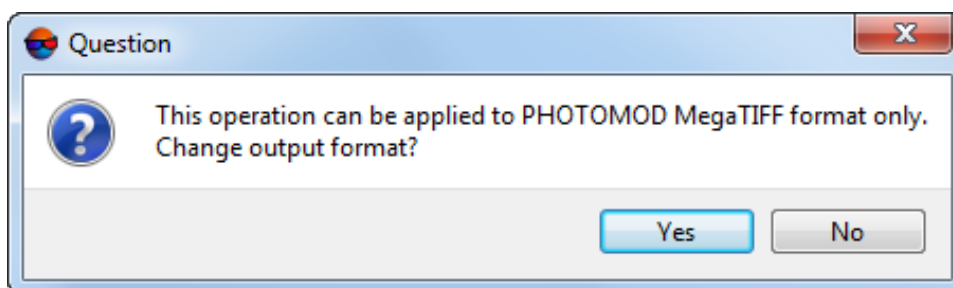 Question
This operation can be applied to PHOTOMOD MegaTIFF format only.
Change output format?
Yes No